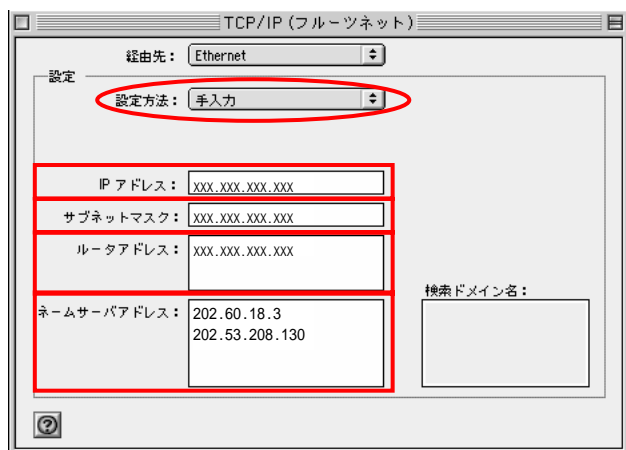 TCP/IP (フルーツネット)
経由先： Ethernet
設定
設定方法： 手入力
IP アドレス： xxx.xxx.xxx.xxx
サブネットマスク： xxx.xxx.xxx.xxx
ルータアドレス： xxx.xxx.xxx.xxx
検索ドメイン名：
ネームサーバアドレス： 202.60.18.3
202.53.208.130
?